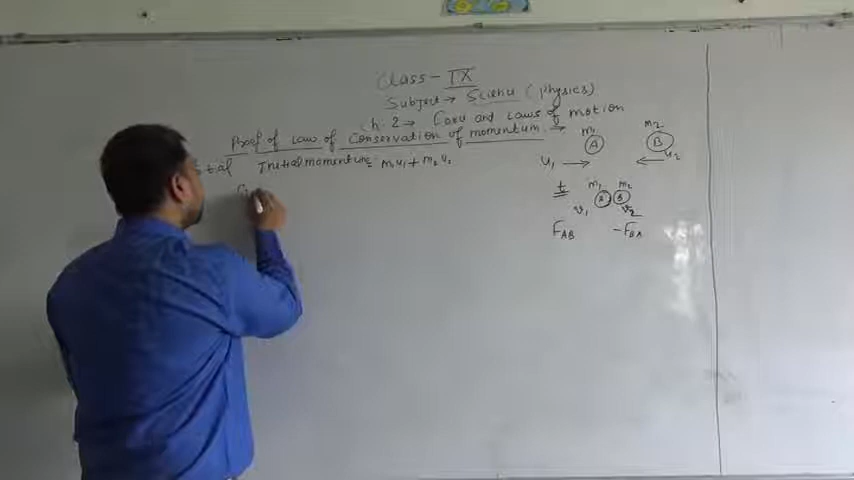 Class - IX
Subject → Science (Physics)
Ch. 2 → Force and Laws of motion
Proof of Law of Conservation of momentum. →
Initial momentum = m₁u₁ + m₂u₂
m₁ m₂
A B
u₁ → ← u₂
t m₁ m₂
A B
v₁ v₂
F_AB -F_BA